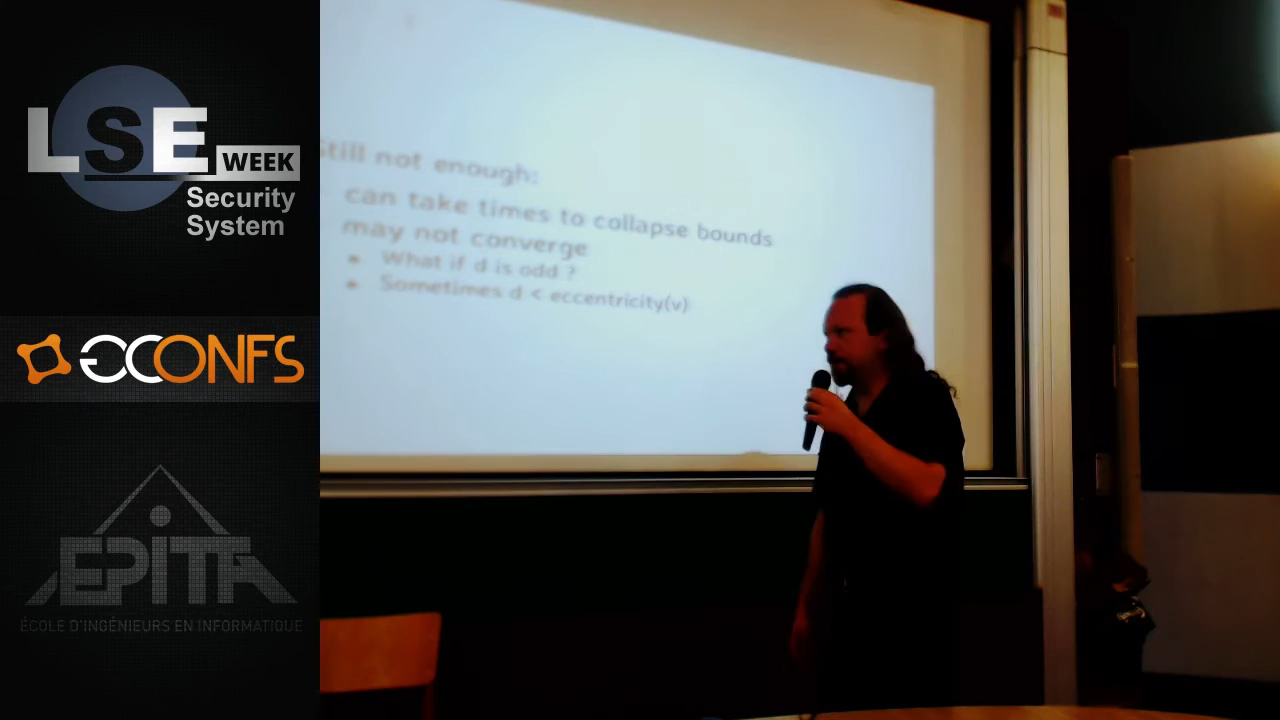 LSE
WEEK
Security
System
GCONFS
EPITA
ÉCOLE D'INGÉNIEURS EN INFORMATIQUE
Still not enough:
can take times to collapse bounds
may not converge
What if d is odd ?
Sometimes d < eccentricity(v)